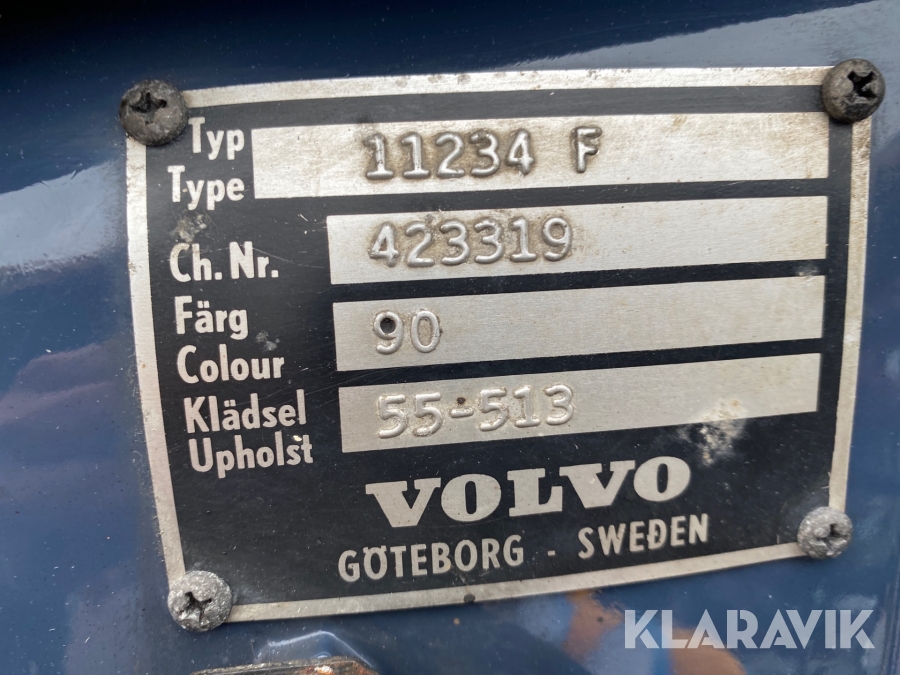 Typ
Type
11234 F
Ch. Nr.
423319
Färg
Colour
90
Klädsel
Upholst
55-513
VOLVO
GÖTEBORG - SWEDEN
KLARAVIK